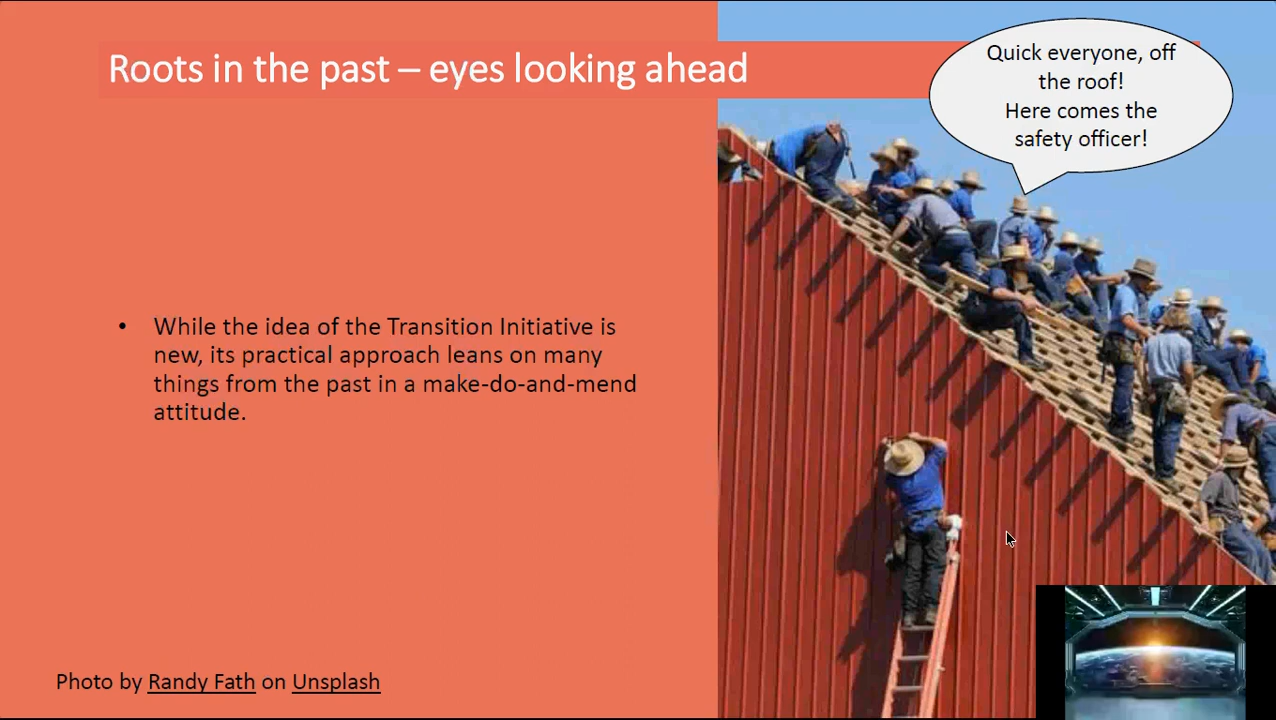 Roots in the past – eyes looking ahead
Quick everyone, off
the roof!
Here comes the
safety officer!
• While the idea of the Transition Initiative is
new, its practical approach leans on many
things from the past in a make-do-and-mend
attitude.
Photo by Randy Fath on Unsplash